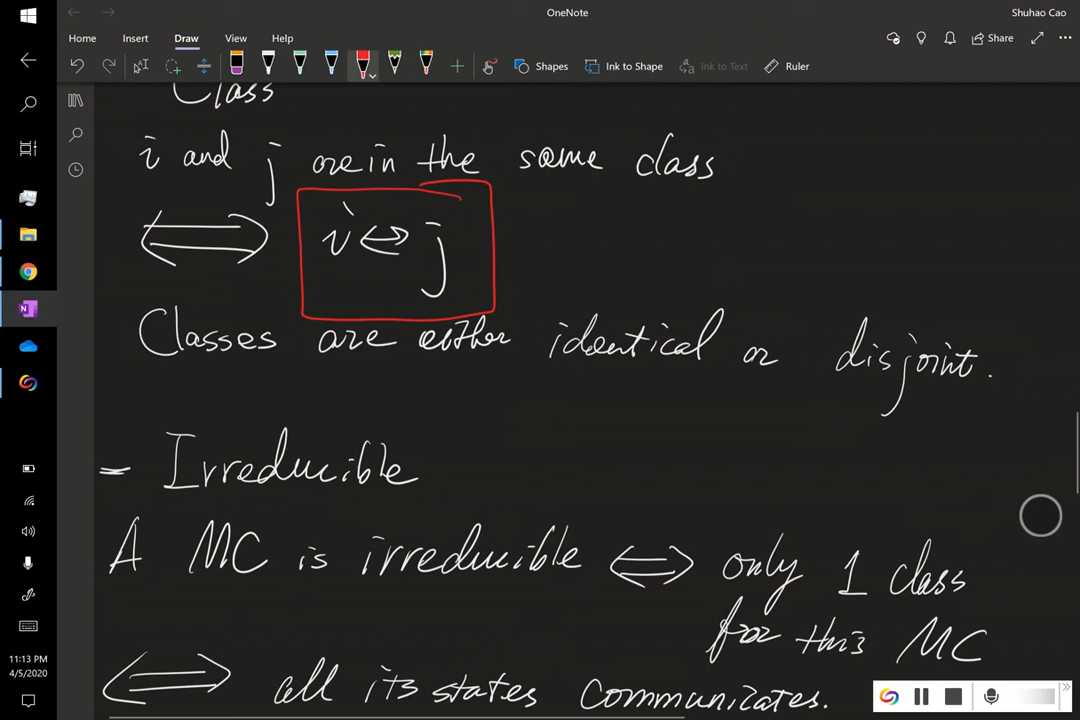 OneNote
Shuhao Cao
Home Insert Draw View Help
Share
Shapes Ink to Shape Ink to Text Ruler
Class
i and j are in the same class
⟺ i ↔ j
Classes are either identical or disjoint.
- Irreducible
A MC is irreducible ⟺ only 1 class
for this MC
⟺ all its states communicates.
11:13 PM
4/5/2020